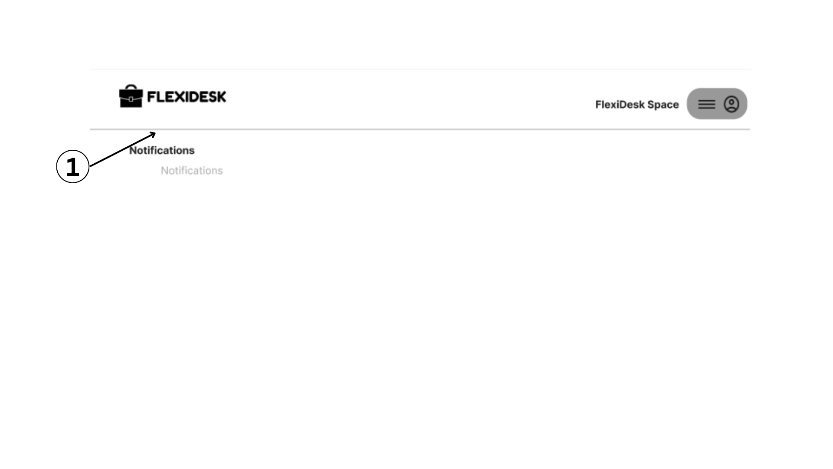 FLEXIDESK
FlexiDesk Space
1
Notifications
Notifications